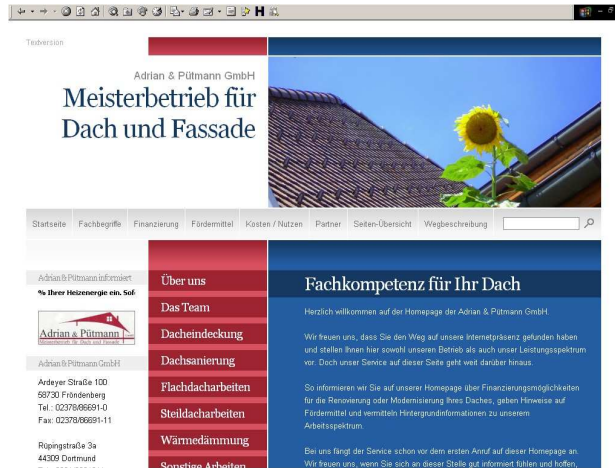 Textversion
Adrian & Pütmann GmbH
Meisterbetrieb für
Dach und Fassade
Startseite Fachbegriffe Finanzierung Fördermittel Kosten / Nutzen Partner Seiten-Übersicht Wegbeschreibung
Adrian & Pütmann informiert
% Ihrer Heizenergie ein. Sof
Adrian & Pütmann
Meisterbetrieb für Dach und Fassade
Adrian & Pütmann GmbH
Ardeyer Straße 100
58730 Fröndenberg
Tel.: 02378/86691-0
Fax: 02378/86691-11
Rüpingstraße 3a
44309 Dortmund
Über uns
Das Team
Dacheindeckung
Dachsanierung
Flachdacharbeiten
Steildacharbeiten
Wärmedämmung
Sonstige Arbeiten
Fachkompetenz für Ihr Dach
Herzlich willkommen auf der Homepage der Adrian & Pütmann GmbH.
Wir freuen uns, dass Sie den Weg auf unsere Internetpräsenz gefunden haben
und stellen Ihnen hier sowohl unseren Betrieb als auch unser Leistungsspektrum
vor. Doch unser Service auf dieser Seite geht weit darüber hinaus.
So informieren wir Sie auf unserer Homepage über Finanzierungsmöglichkeiten
für die Renovierung oder Modernisierung Ihres Daches, geben Hinweise auf
Fördermittel und vermitteln Hintergrundinformationen zu unserem
Arbeitsspektrum.
Bei uns fängt der Service schon vor dem ersten Anruf auf dieser Homepage an.
Wir freuen uns, wenn Sie sich an dieser Stelle gut informiert fühlen und hoffen,